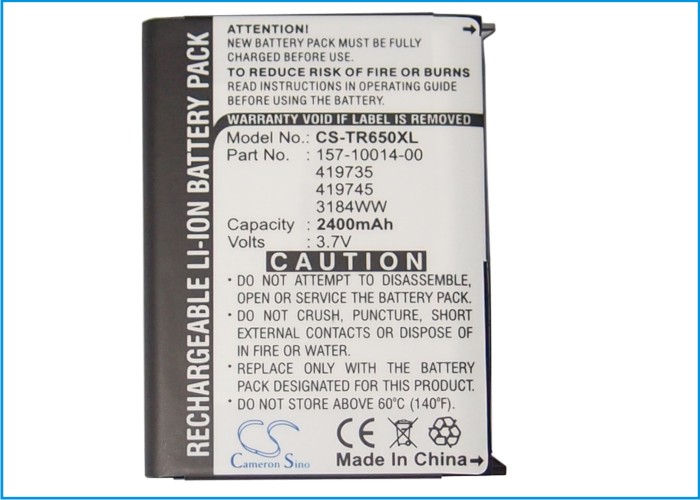 RECHARGEABLE LI-ION BATTERY PACK
ATTENTION!
NEW BATTERY PACK MUST BE FULLY
CHARGED BEFORE USE.
TO REDUCE RISK OF FIRE OR BURNS
READ INSTRUCTIONS IN OPERATING GUIDE
BEFORE USING THIS BATTERY PACK.
WARRANTY VOID IF LABEL IS REMOVED
Model No.: CS-TR650XL
Part No. : 157-10014-00
419735
419745
3184WW
Capacity : 2400mAh
Volts : 3.7V
CAUTION
• DO NOT ATTEMPT TO DISASSEMBLE,
OPEN OR SERVICE THE BATTERY PACK.
• DO NOT CRUSH, PUNCTURE, SHORT
EXTERNAL CONTACTS OR DISPOSE OF
IN FIRE OR WATER.
• REPLACE ONLY WITH THE BATTERY
PACK DESIGNATED FOR THIS PACK.
• DO NOT STORE ABOVE 60℃ (140℉).
CS
Cameron Sino
CE
Made In China